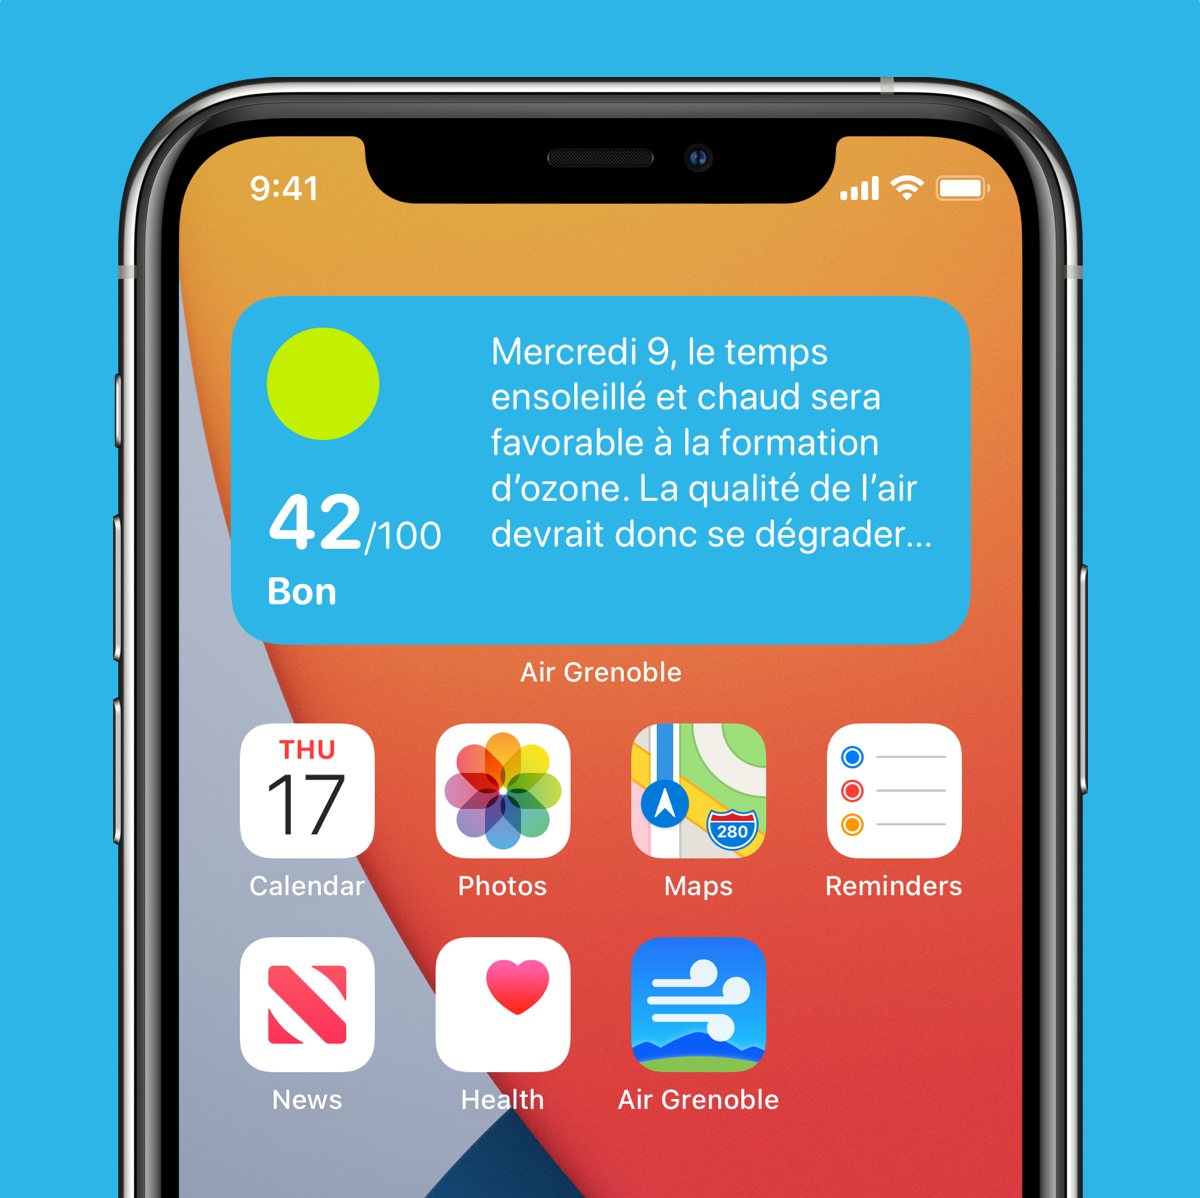 9:41
Mercredi 9, le temps
ensoleillé et chaud sera
favorable à la formation
d’ozone. La qualité de l’air
devrait donc se dégrader...
42/100
Bon
Air Grenoble
THU
17
280
Calendar
Photos
Maps
Reminders
News
Health
Air Grenoble